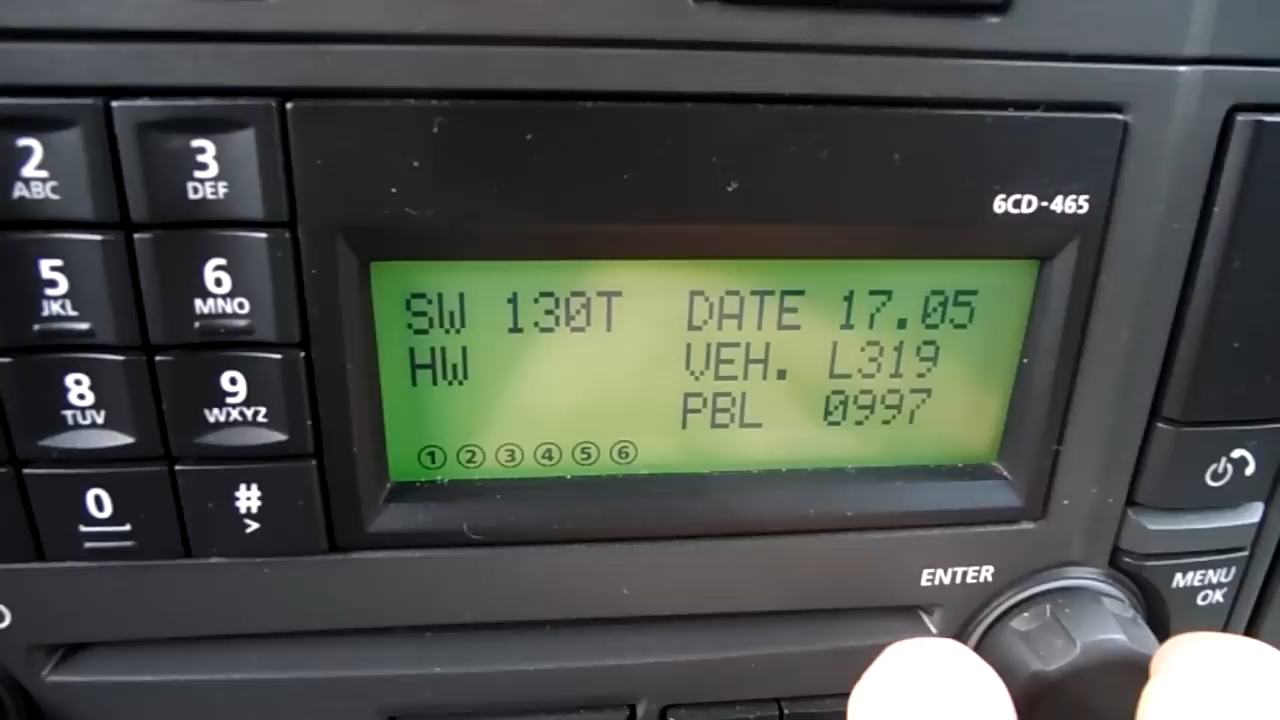 2
ABC
3
DEF
6CD-465
5
JKL
6
MNO
SW 130T DATE 17.05
HW VEH. L319
PBL 0997
① ② ③ ④ ⑤ ⑥
8
TUV
9
WXYZ
0
#
>
ENTER
MENU
OK